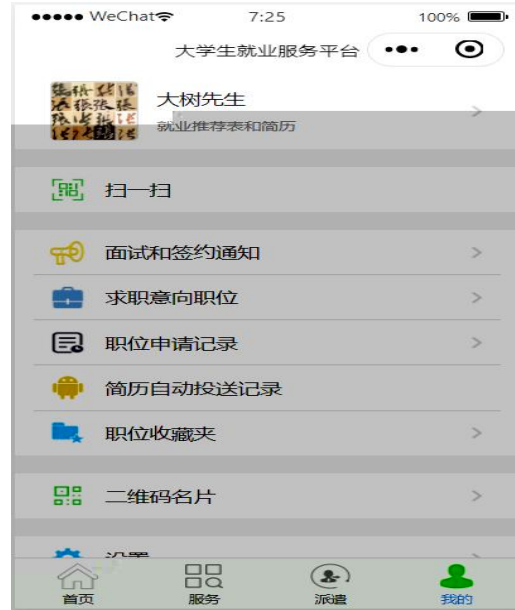 WeChat 7:25 100%
大学生就业服务平台
大树先生
就业推荐表和简历
扫一扫
面试和签约通知
求职意向职位
职位申请记录
简历自动投送记录
职位收藏夹
二维码名片
设置
首页 服务 派遣 我的